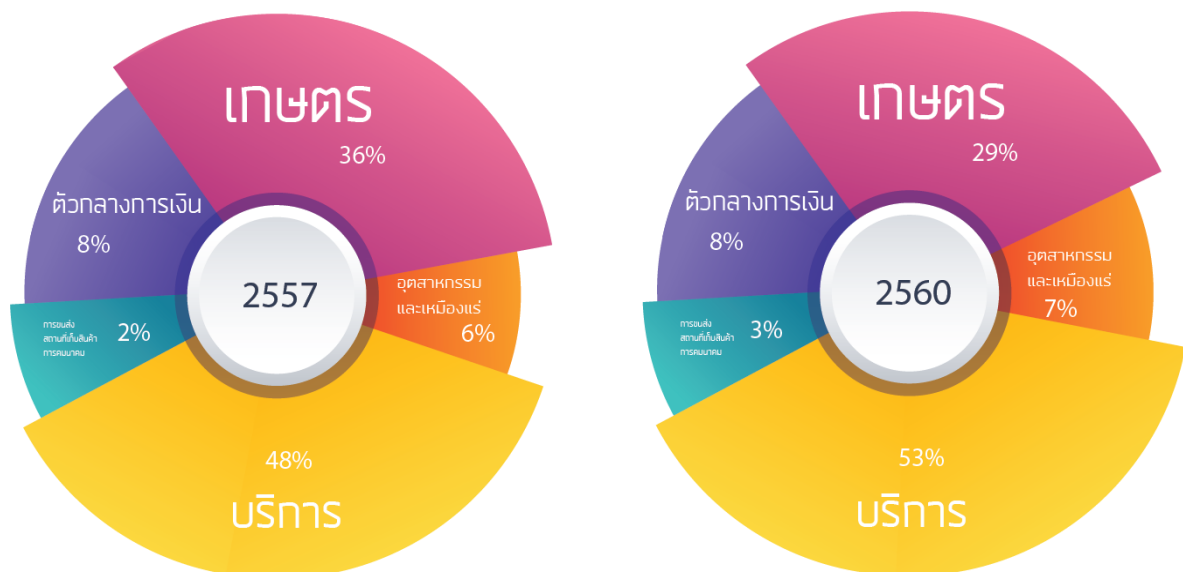 เกษตร
36%
ตัวกลางการเงิน
8%
2557
อุตสาหกรรม
และเหมืองแร่
6%
การขนส่ง
สถานที่เก็บสินค้า
การคมนาคม
2%
48%
บริการ
เกษตร
29%
ตัวกลางการเงิน
8%
2560
อุตสาหกรรม
และเหมืองแร่
7%
การขนส่ง
สถานที่เก็บสินค้า
การคมนาคม
3%
53%
บริการ